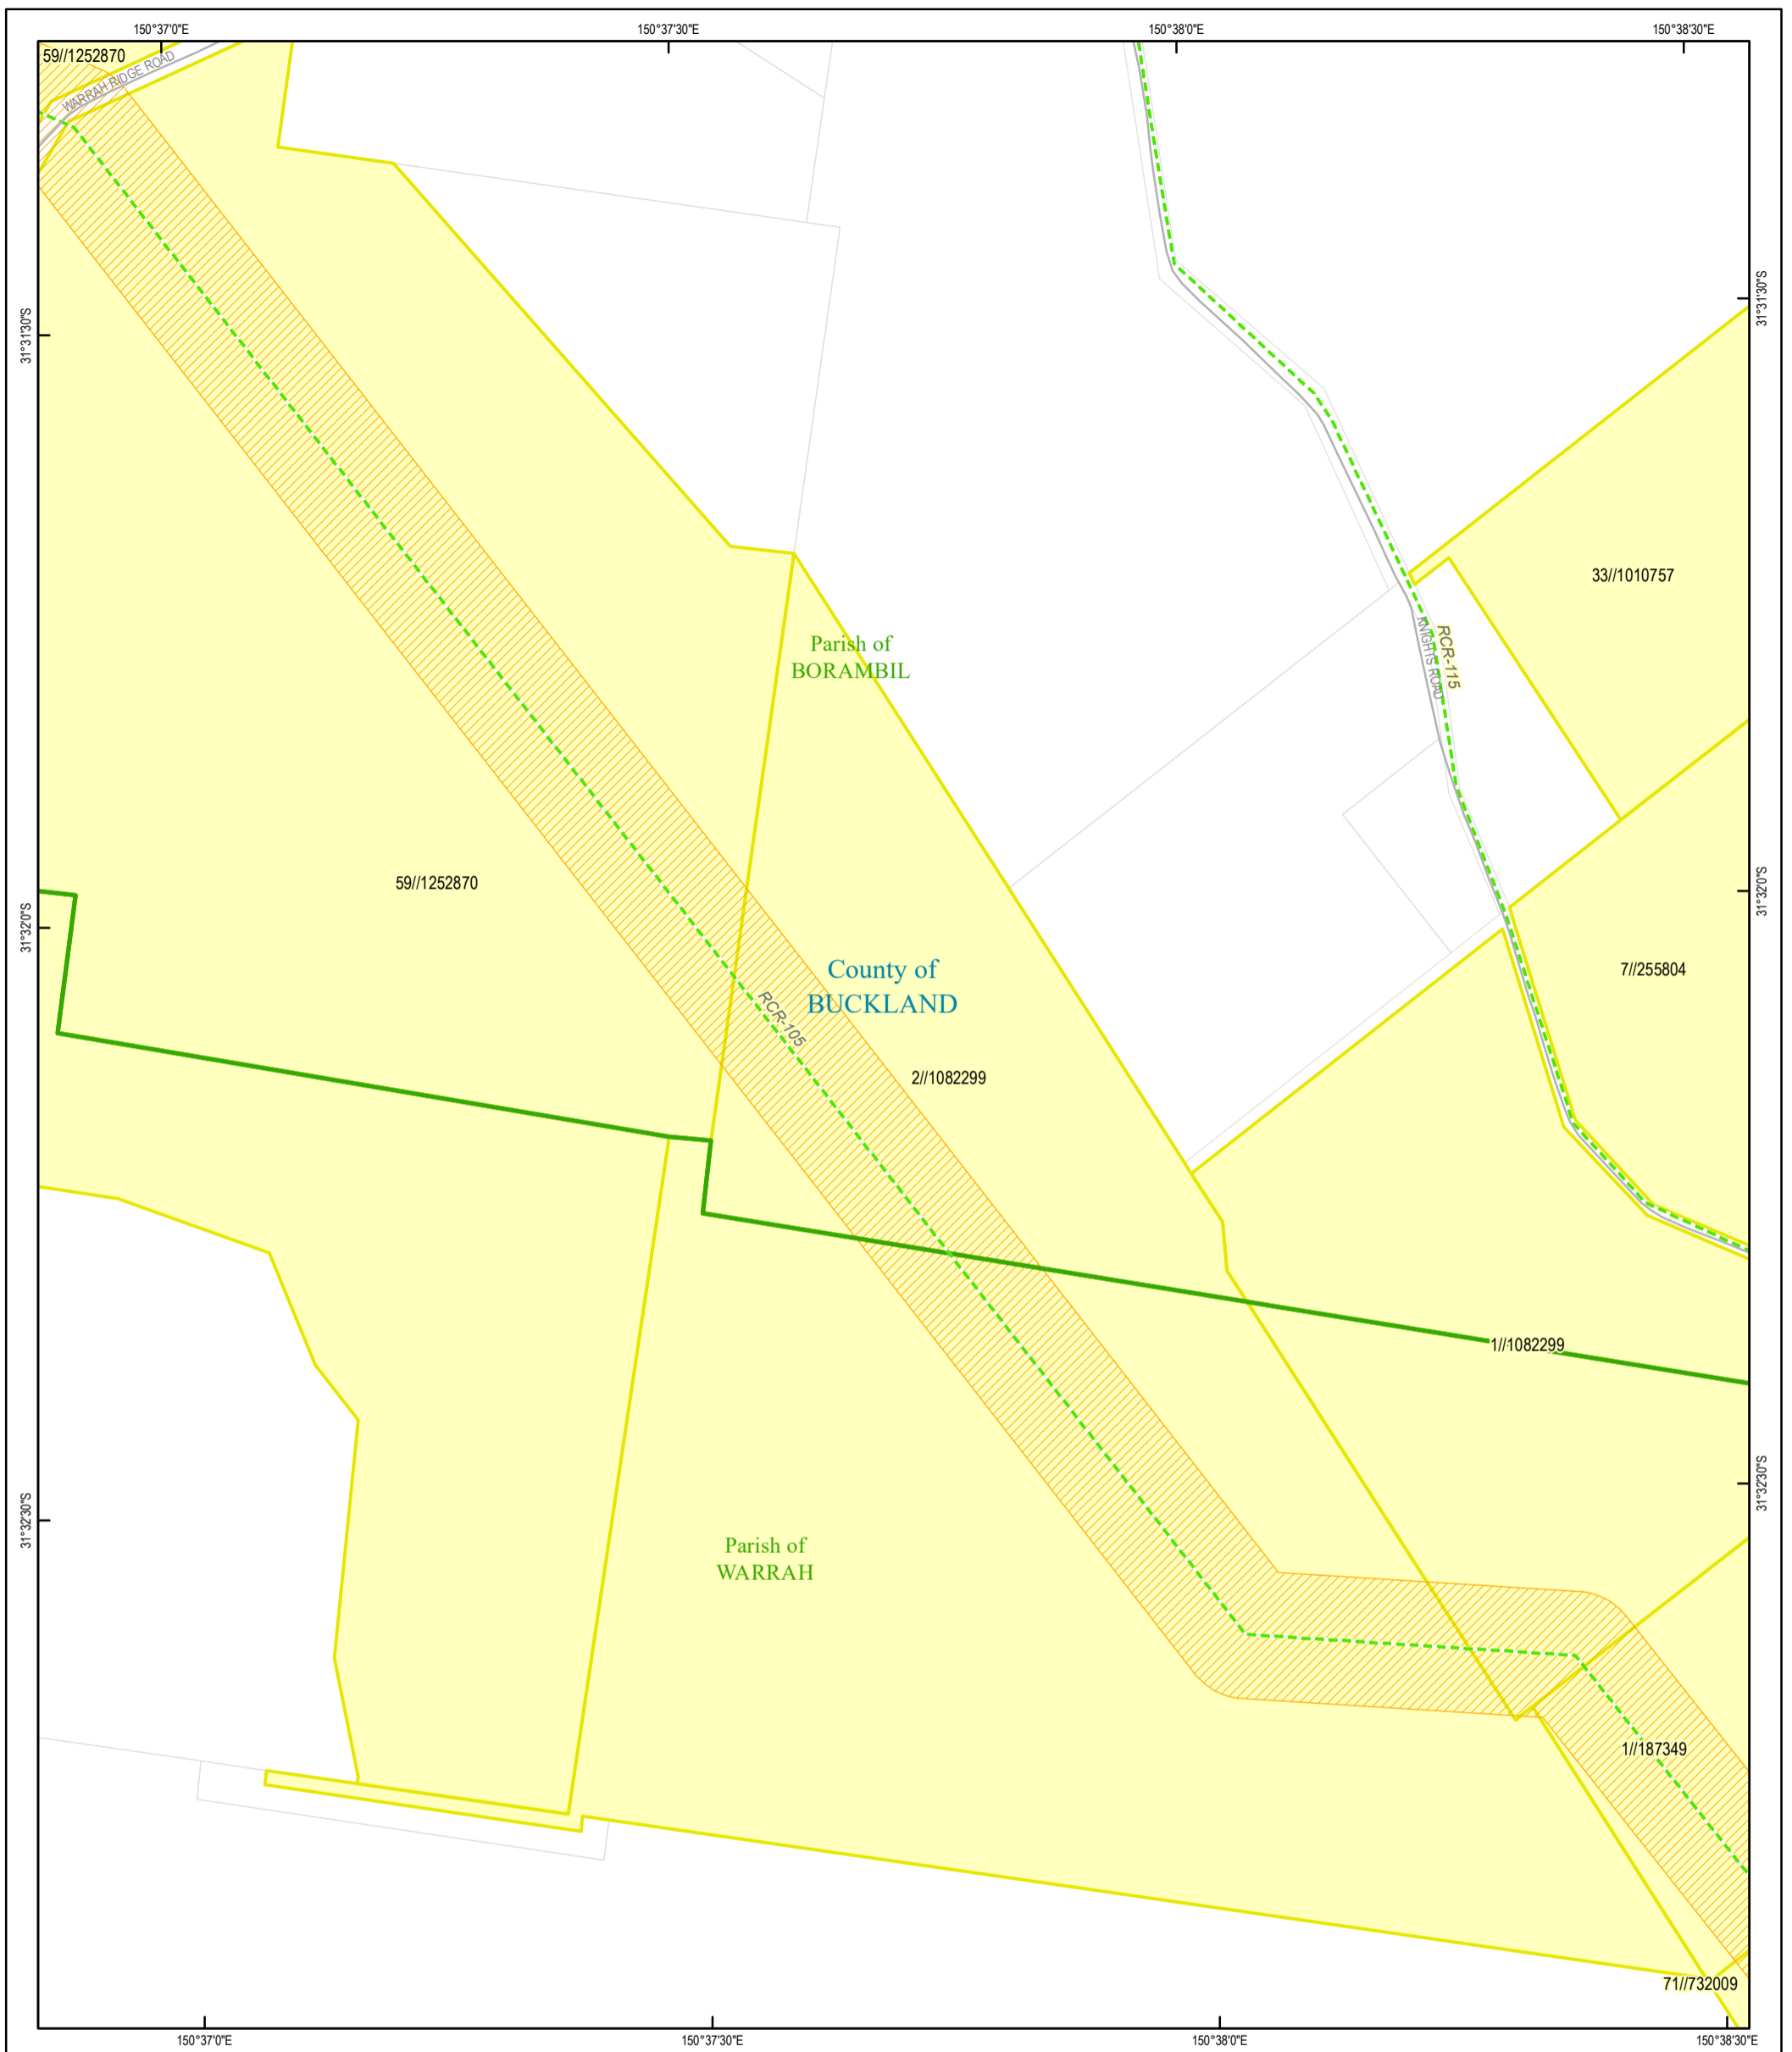 150°37'0"E
150°37'30"E
150°38'0"E
150°38'30"E
59//1252870
WARRAH RIDGE ROAD
31°31'30"S
31°31'30"S
33//1010757
Parish of
BORAMBIL
RCR-115
KNIGHTS ROAD
59//1252870
31°32'0"S
31°32'0"S
County of
BUCKLAND
7//255804
RCR-105
2//1082299
1//1082299
31°32'30"S
31°32'30"S
Parish of
WARRAH
1//187349
71//732009
150°37'0"E
150°37'30"E
150°38'0"E
150°38'30"E